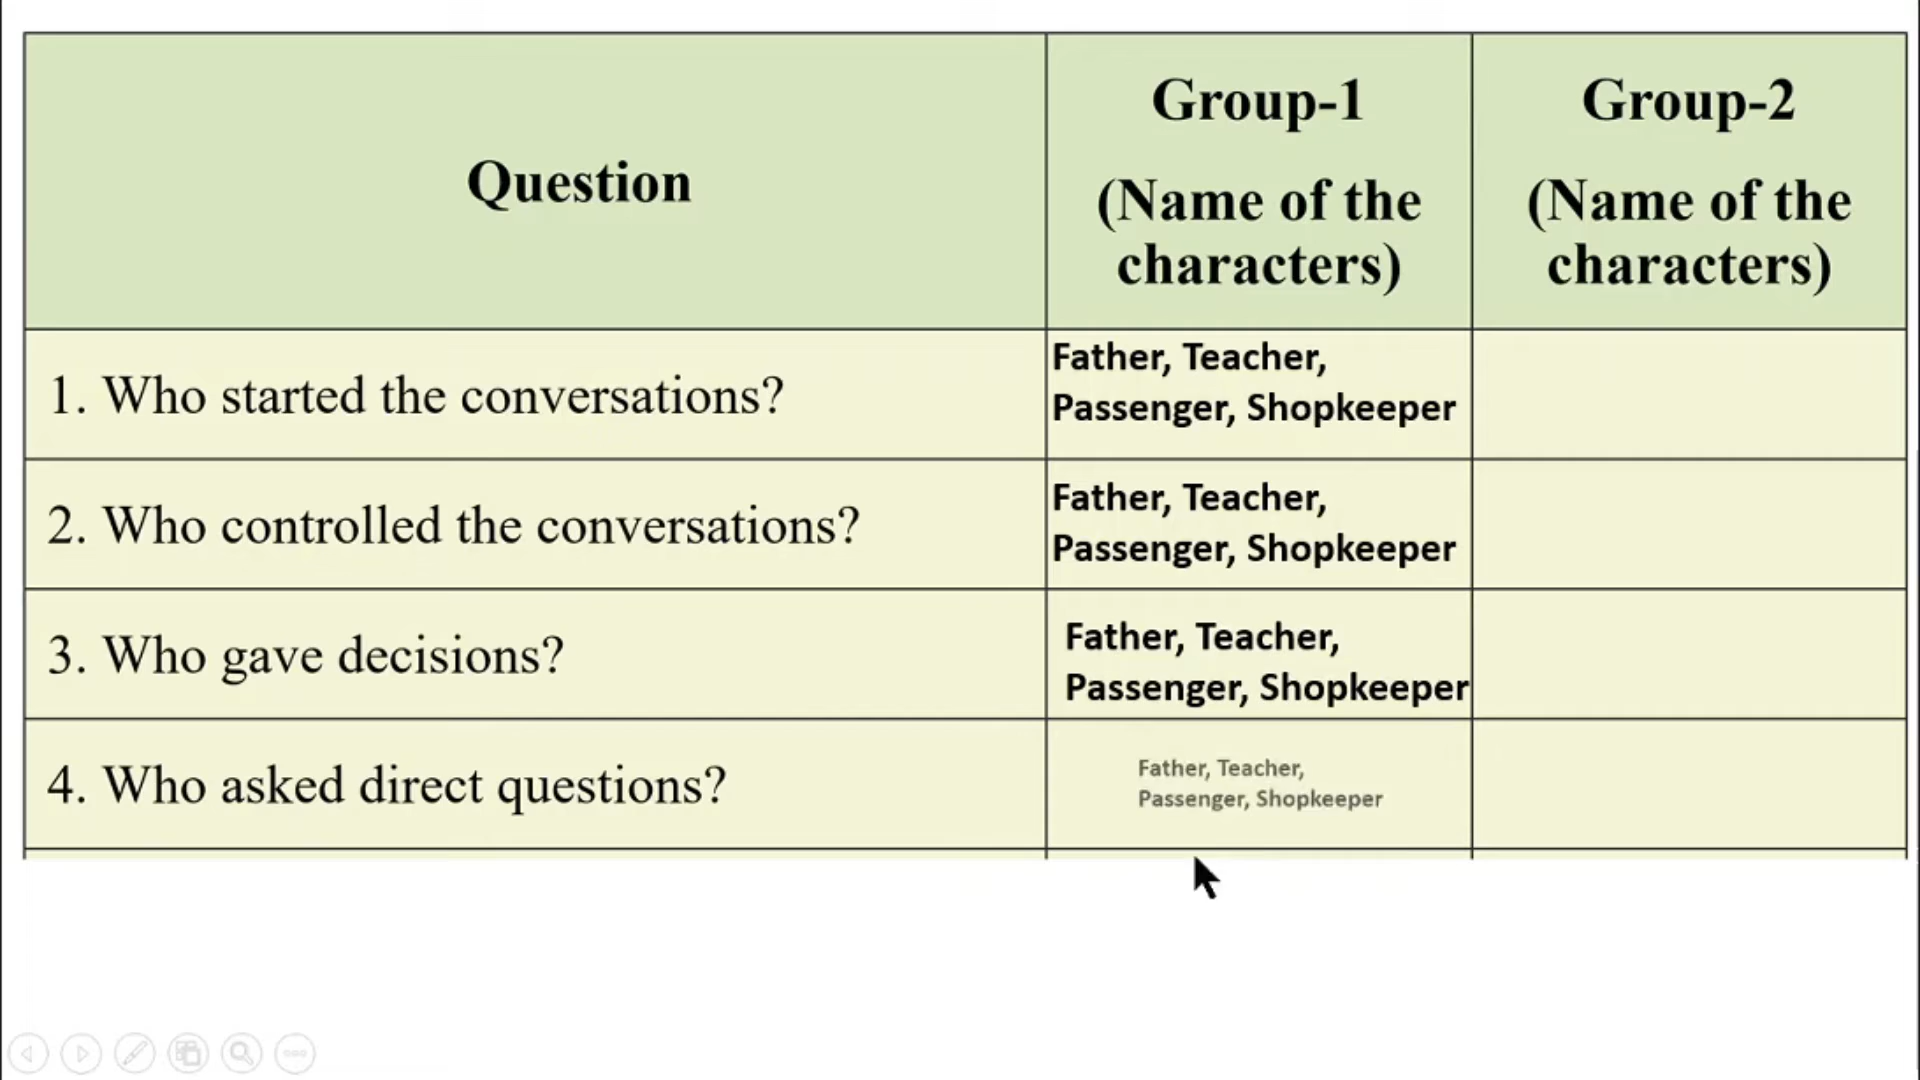 Question
Group-1
(Name of the
characters)
Group-2
(Name of the
characters)
1. Who started the conversations?
Father, Teacher,
Passenger, Shopkeeper
2. Who controlled the conversations?
Father, Teacher,
Passenger, Shopkeeper
3. Who gave decisions?
Father, Teacher,
Passenger, Shopkeeper
4. Who asked direct questions?
Father, Teacher,
Passenger, Shopkeeper